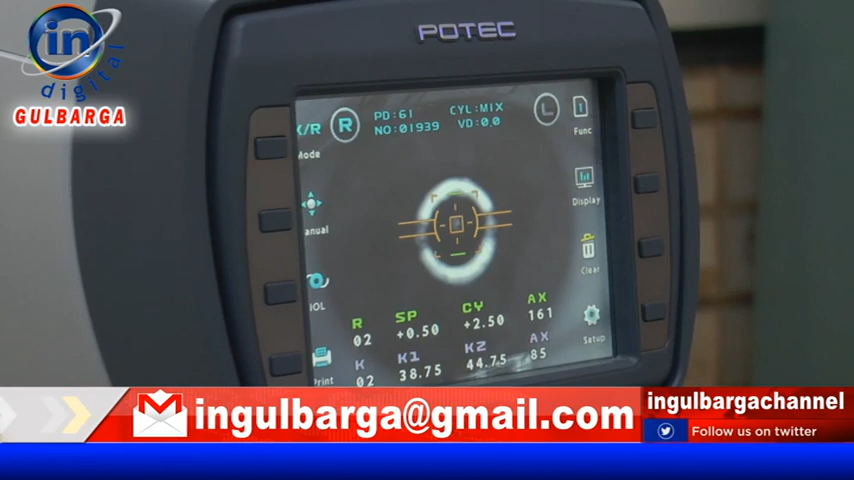 in
digital
GULBARGA
POTEC
K/R
R
PD:61
CYL:MIX
NO:01939
VD:0.0
L
1
Func
Mode
Display
anual
Clear
IOL
Setup
Print
R SP CY AX
02 +0.50 +2.50 161
K K1 K2 AX
02 38.75 44.75 85
ingulbarga@gmail.com
ingulbargachannel
Follow us on twitter